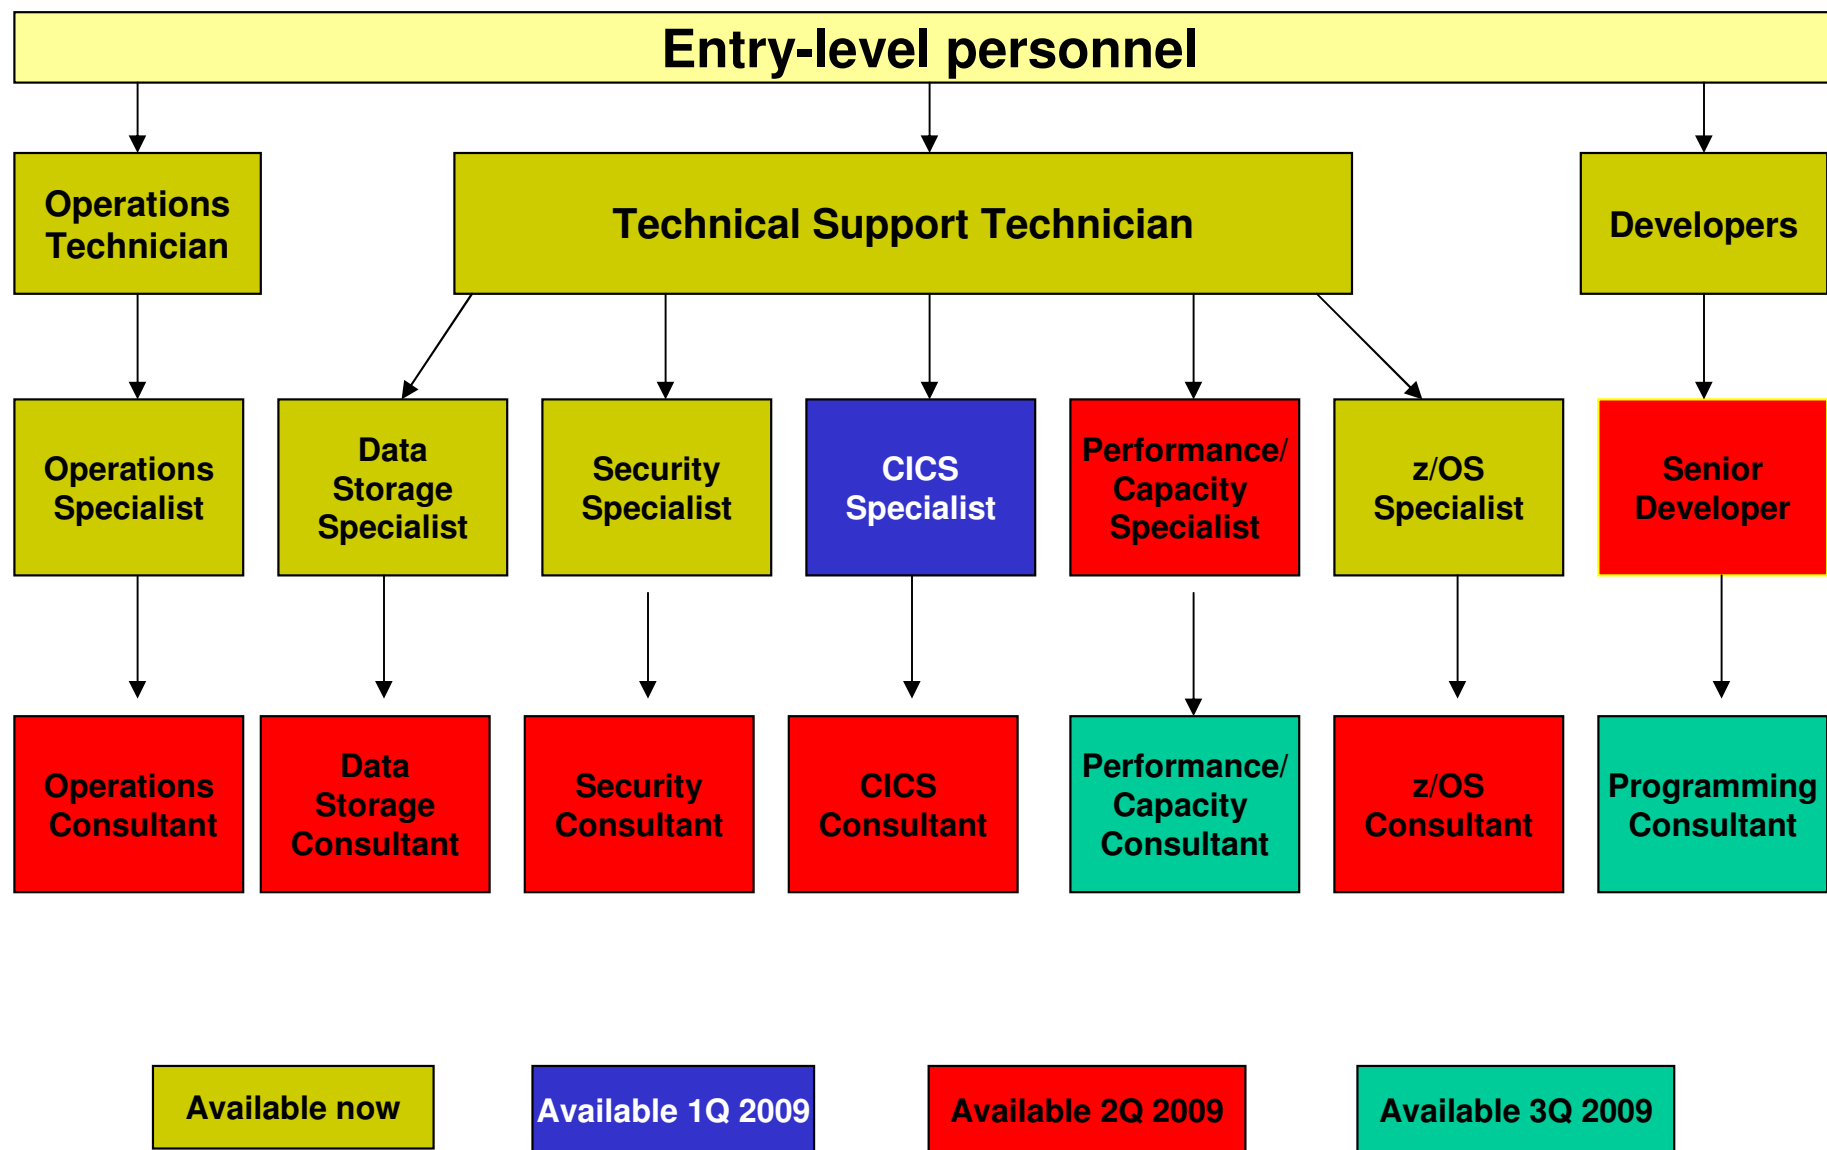 Entry-level personnel
Operations
Technician
Technical Support Technician
Developers
Operations
Specialist
Data
Storage
Specialist
Security
Specialist
CICS
Specialist
Performance/
Capacity
Specialist
z/OS
Specialist
Senior
Developer
Operations
Consultant
Data
Storage
Consultant
Security
Consultant
CICS
Consultant
Performance/
Capacity
Consultant
z/OS
Consultant
Programming
Consultant
Available now
Available 1Q 2009
Available 2Q 2009
Available 3Q 2009